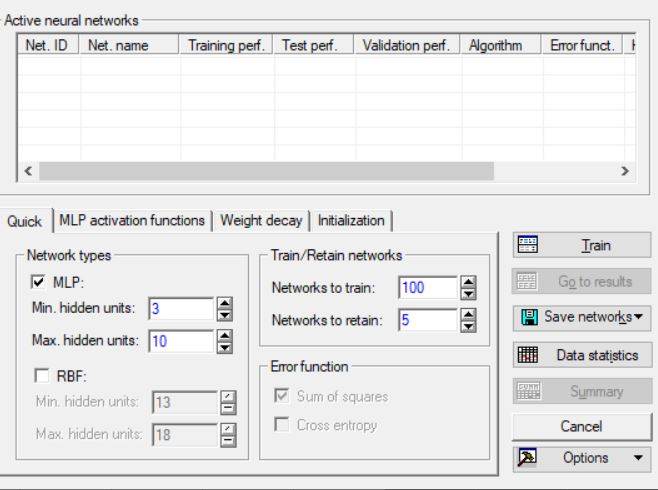 Active neural networks
Net. ID Net. name Training perf. Test perf. Validation perf. Algorithm Error funct.
Quick MLP activation functions Weight decay Initialization
Network types
MLP:
Min. hidden units: 3
Max. hidden units: 10
RBF:
Min. hidden units: 13
Max. hidden units: 18
Train/Retain networks
Networks to train: 100
Networks to retain: 5
Error function
Sum of squares
Cross entropy
Train
Go to results
Save networks
Data statistics
Summary
Cancel
Options